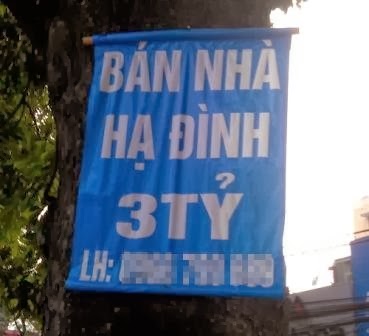 BÁN NHÀ
HẠ ĐÌNH
3TỶ
LH: